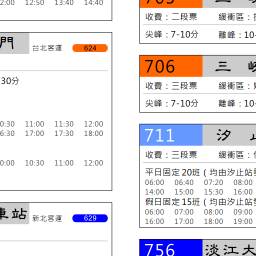 2:00 12:50 13:40 14:40
門 台北客運 624
30分
0:30 11:00 11:30 12:00
6:30 17:00 17:30 18:00
0:00 10:30 11:00 12:00
車站 新北客運 629
收費：二段票 緩衝區：
尖峰：7-10分 離峰：10-
706 三 峽
收費：三段票 緩衝區：
尖峰：7-10分 離峰：10-
711 汐 止
收費：三段票 緩衝區：
平日固定20班（均由汐止站
06:00 06:40 07:20 08:00
14:00 15:00 15:30 16:00
假日固定15班（均由汐止站
06:00 07:00 08:00 09:00
16:00 17:00 18:00 19:00
756 淡江大